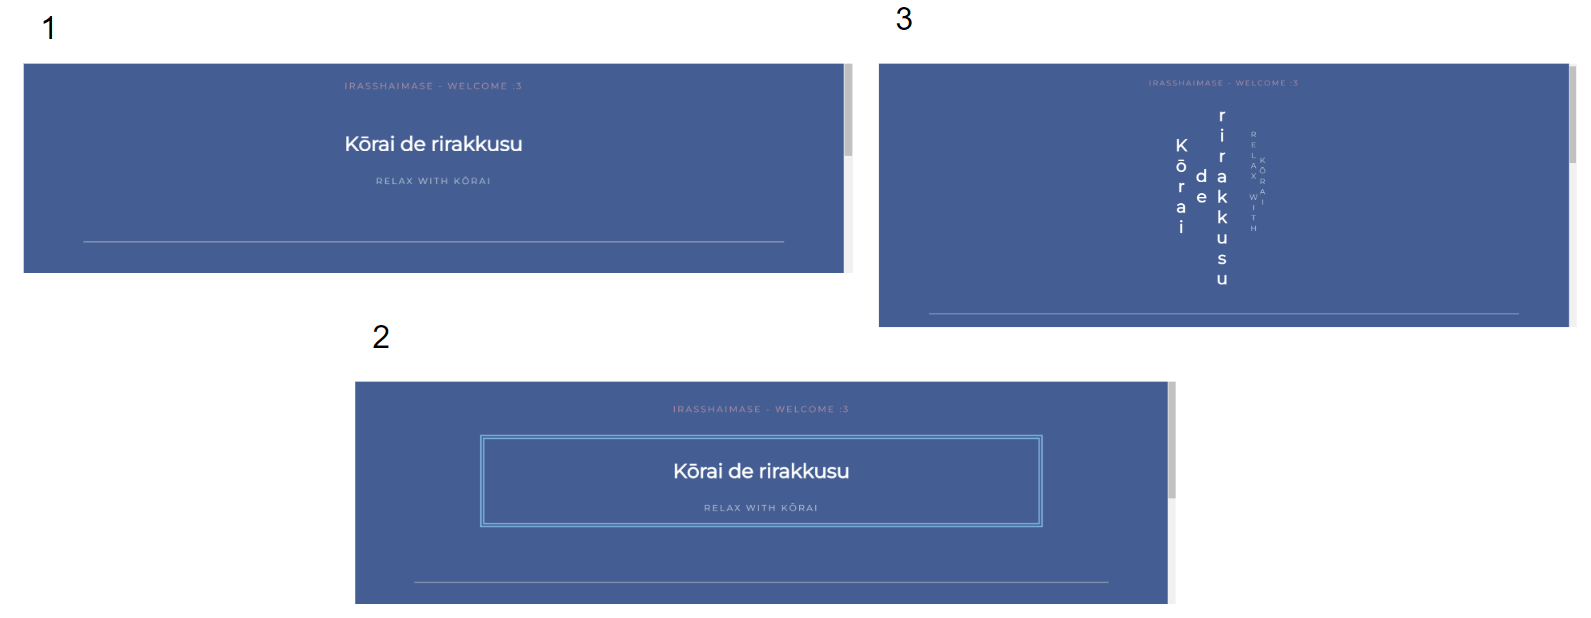 1
IRASSHAIMASE - WELCOME :3
Kōrai de rirakkusu
RELAX WITH KŌRAI
2
IRASSHAIMASE - WELCOME :3
Kōrai de rirakkusu
RELAX WITH KŌRAI
3
IRASSHAIMASE - WELCOME :3
Kōrai
de
rirakkusu
RELAX WITH
KŌRAI